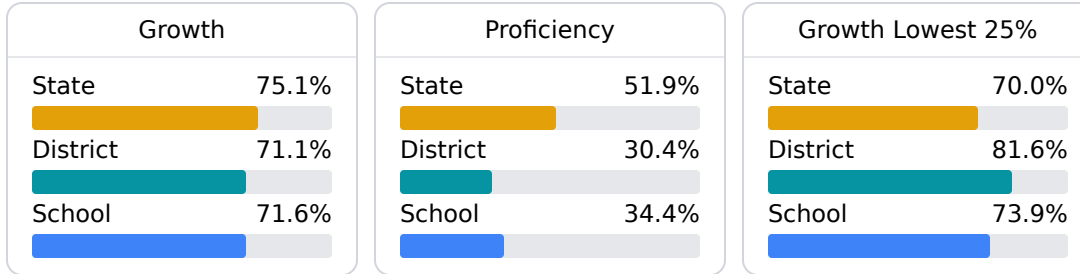 Growth
State 75.1%
District 71.1%
School 71.6%
Proficiency
State 51.9%
District 30.4%
School 34.4%
Growth Lowest 25%
State 70.0%
District 81.6%
School 73.9%